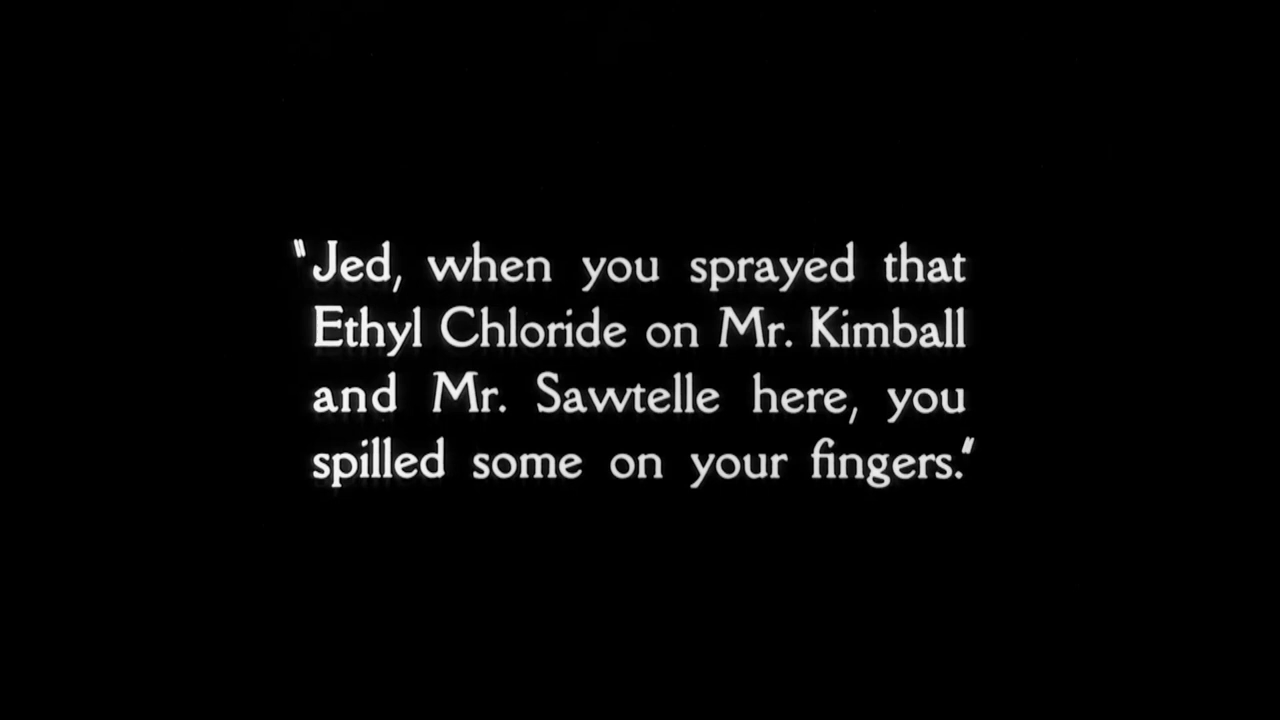 "Jed, when you sprayed that
Ethyl Chloride on Mr. Kimball
and Mr. Sawtelle here, you
spilled some on your fingers."